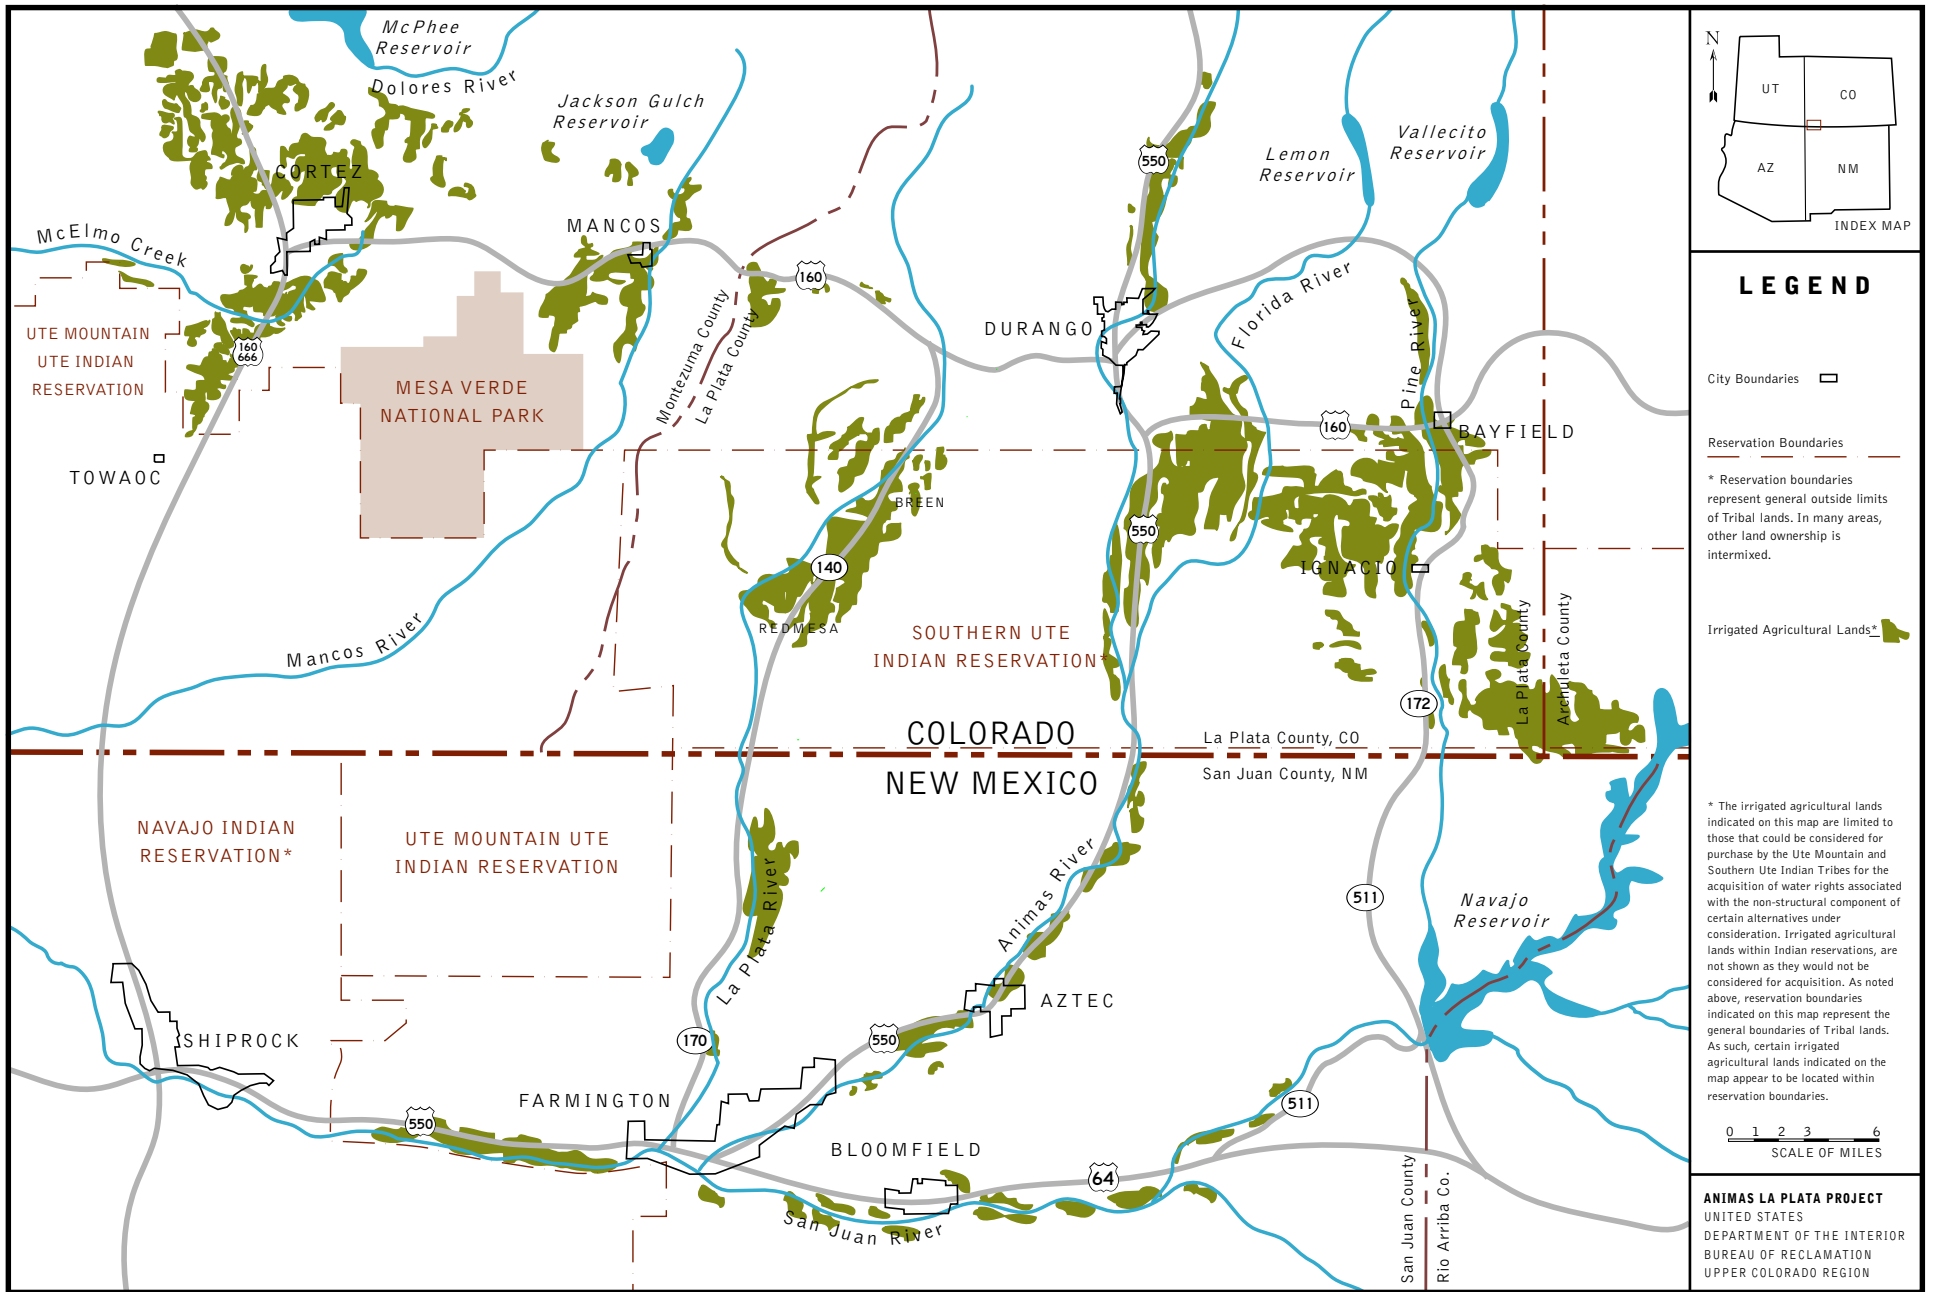 McPhee
Reservoir
Dolores River
Jackson Gulch
Reservoir
CORTEZ
McElmo Creek
MANCOS
160
550
Lemon
Reservoir
Vallecito
Reservoir
UTE MOUNTAIN
UTE INDIAN
RESERVATION
160
666
MESA VERDE
NATIONAL PARK
Montezuma County
La Plata County
DURANGO
Florida River
Pine River
160
BAYFIELD
TOWAOC
BREEN
550
140
IGNACIO
REDMESA
Mancos River
SOUTHERN UTE
INDIAN RESERVATION*
La Plata County
Archuleta County
172
COLORADO
NEW MEXICO
La Plata County, CO
San Juan County, NM
NAVAJO INDIAN
RESERVATION*
UTE MOUNTAIN UTE
INDIAN RESERVATION
La Plata River
Animas River
511
Navajo
Reservoir
AZTEC
SHIPROCK
170
550
FARMINGTON
550
511
BLOOMFIELD
64
San Juan River
San Juan County
Rio Arriba Co.
N
UT
CO
AZ
NM
INDEX MAP
LEGEND
City Boundaries
Reservation Boundaries
* Reservation boundaries
represent general outside limits
of Tribal lands. In many areas,
other land ownership is
intermixed.
Irrigated Agricultural Lands*
* The irrigated agricultural lands
indicated on this map are limited to
those that could be considered for
purchase by the Ute Mountain and
Southern Ute Indian Tribes for the
acquisition of water rights associated
with the non-structural component of
certain alternatives under
consideration. Irrigated agricultural
lands within Indian reservations, are
not shown as they would not be
considered for acquisition. As noted
above, reservation boundaries
indicated on this map represent the
general boundaries of Tribal lands.
As such, certain irrigated
agricultural lands indicated on the
map appear to be located within
reservation boundaries.
0 1 2 3 6
SCALE OF MILES
ANIMAS LA PLATA PROJECT
UNITED STATES
DEPARTMENT OF THE INTERIOR
BUREAU OF RECLAMATION
UPPER COLORADO REGION